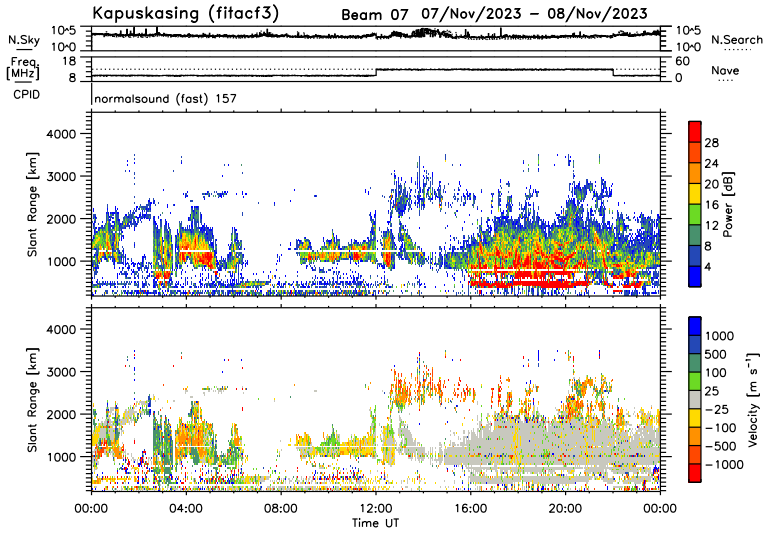 Kapuskasing (fitacf3) Beam 07 07/Nov/2023 − 08/Nov/2023
N.Sky 10^5 10^0 10^5 10^0 N.Search
Freq. [MHz] 18 8 60 0 Nave
CPID normalsound (fast) 157
Slant Range [km] 4000 3000 2000 1000
Power [dB] 28 24 20 16 12 8 4
Slant Range [km] 4000 3000 2000 1000
Velocity [m s^−1] 1000 500 100 25 −25 −100 −500 −1000
00:00 04:00 08:00 12:00 16:00 20:00 00:00
Time UT